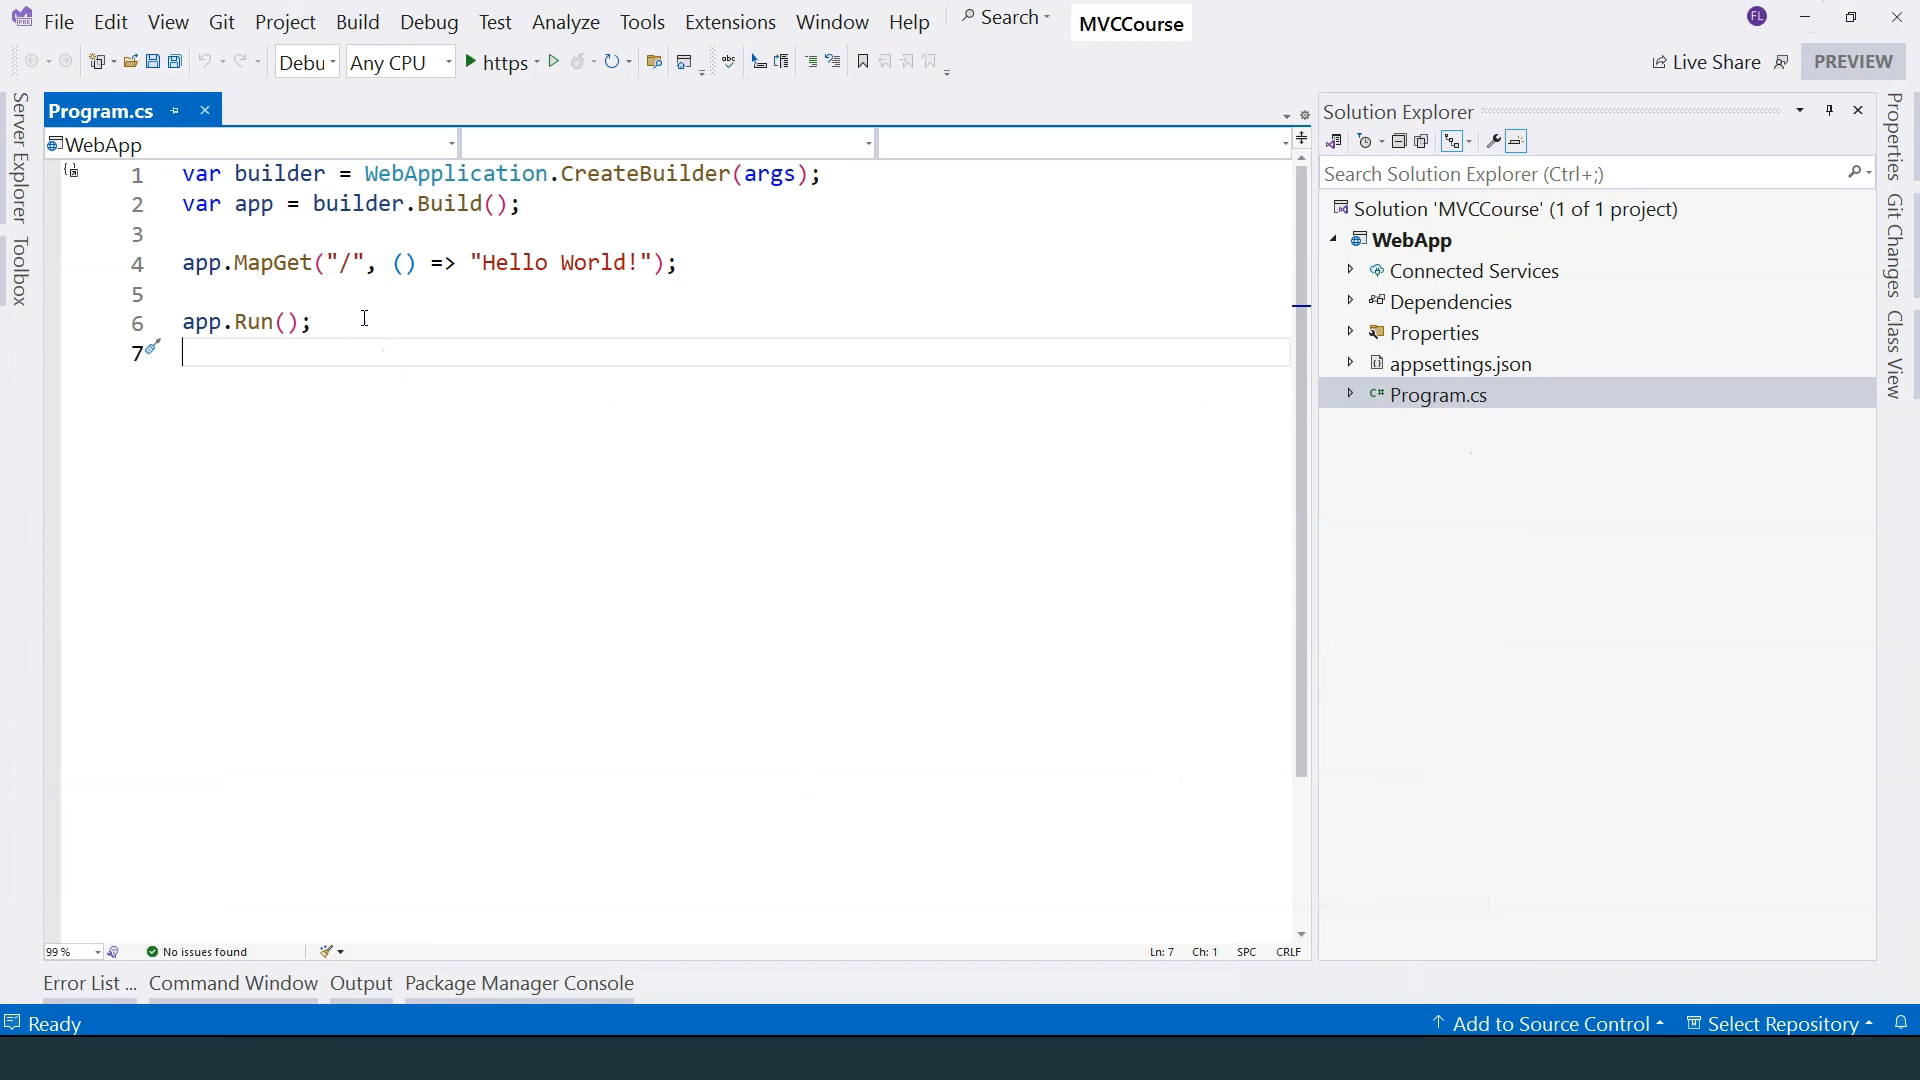 File Edit View Git Project Build Debug Test Analyze Tools Extensions Window Help Search MVCCourse FL
Debu Any CPU https Live Share PREVIEW
Server Explorer
Toolbox
Program.cs
WebApp
1 var builder = WebApplication.CreateBuilder(args);
2 var app = builder.Build();
3
4 app.MapGet("/", () => "Hello World!");
5
6 app.Run();
7
99 % No issues found Ln: 7 Ch: 1 SPC CRLF
Solution Explorer
Search Solution Explorer (Ctrl+;)
Solution 'MVCCourse' (1 of 1 project)
WebApp
Connected Services
Dependencies
Properties
appsettings.json
C# Program.cs
Properties
Git Changes
Class View
Error List ... Command Window Output Package Manager Console
Ready Add to Source Control Select Repository